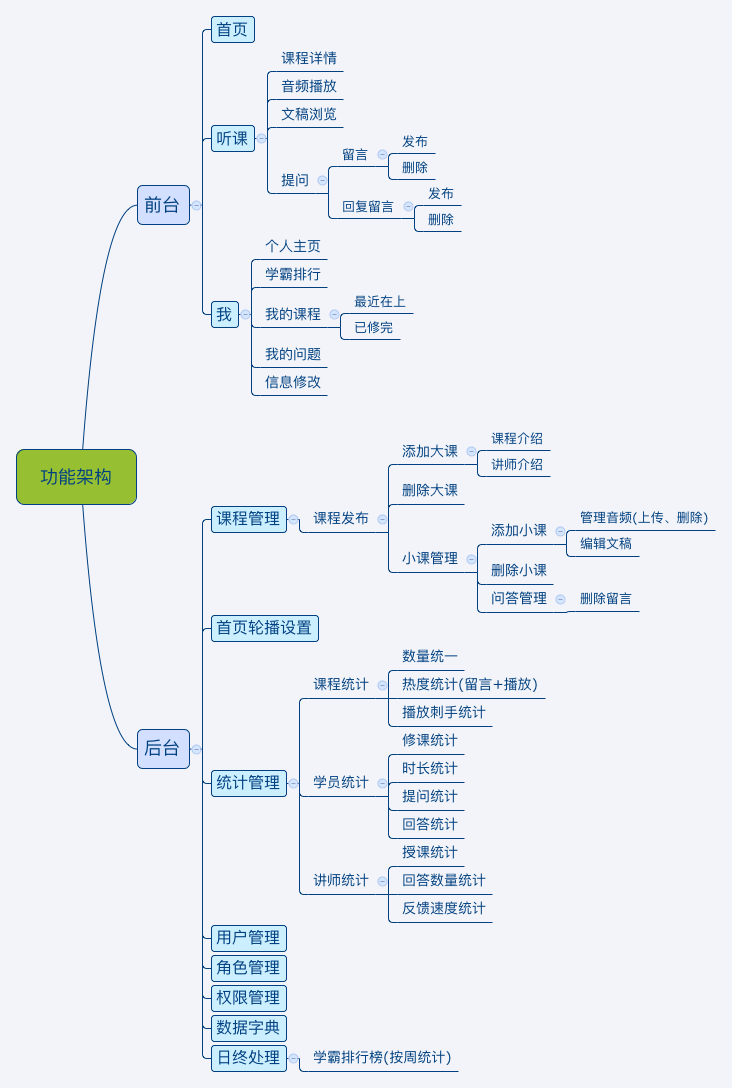 功能架构
前台
首页
听课
课程详情
音频播放
文稿浏览
提问
留言
发布
删除
回复留言
发布
删除
我
个人主页
学霸排行
我的课程
最近在上
已修完
我的问题
信息修改
后台
课程管理
课程发布
添加大课
课程介绍
讲师介绍
删除大课
小课管理
添加小课
管理音频(上传、删除)
编辑文稿
删除小课
问答管理
删除留言
首页轮播设置
统计管理
课程统计
数量统一
热度统计(留言+播放)
播放刺手统计
学员统计
修课统计
时长统计
提问统计
回答统计
讲师统计
授课统计
回答数量统计
反馈速度统计
用户管理
角色管理
权限管理
数据字典
日终处理
学霸排行榜(按周统计)